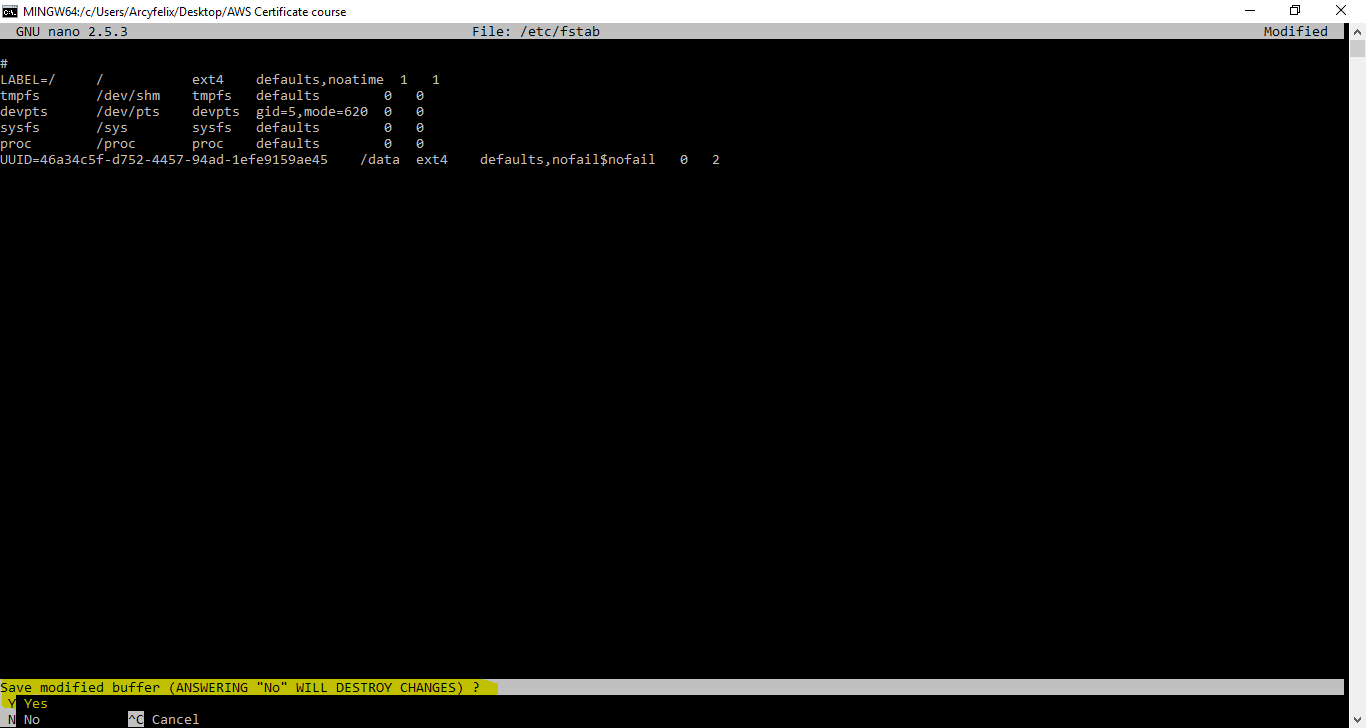 MINGW64:/c/Users/Arcyfelix/Desktop/AWS Certificate course
GNU nano 2.5.3 File: /etc/fstab Modified
#
LABEL=/ / ext4 defaults,noatime 1 1
tmpfs /dev/shm tmpfs defaults 0 0
devpts /dev/pts devpts gid=5,mode=620 0 0
sysfs /sys sysfs defaults 0 0
proc /proc proc defaults 0 0
UUID=46a34c5f-d752-4457-94ad-1efe9159ae45 /data ext4 defaults,nofail$nofail 0 2
Save modified buffer (ANSWERING "No" WILL DESTROY CHANGES) ?
Y Yes
N No ^C Cancel